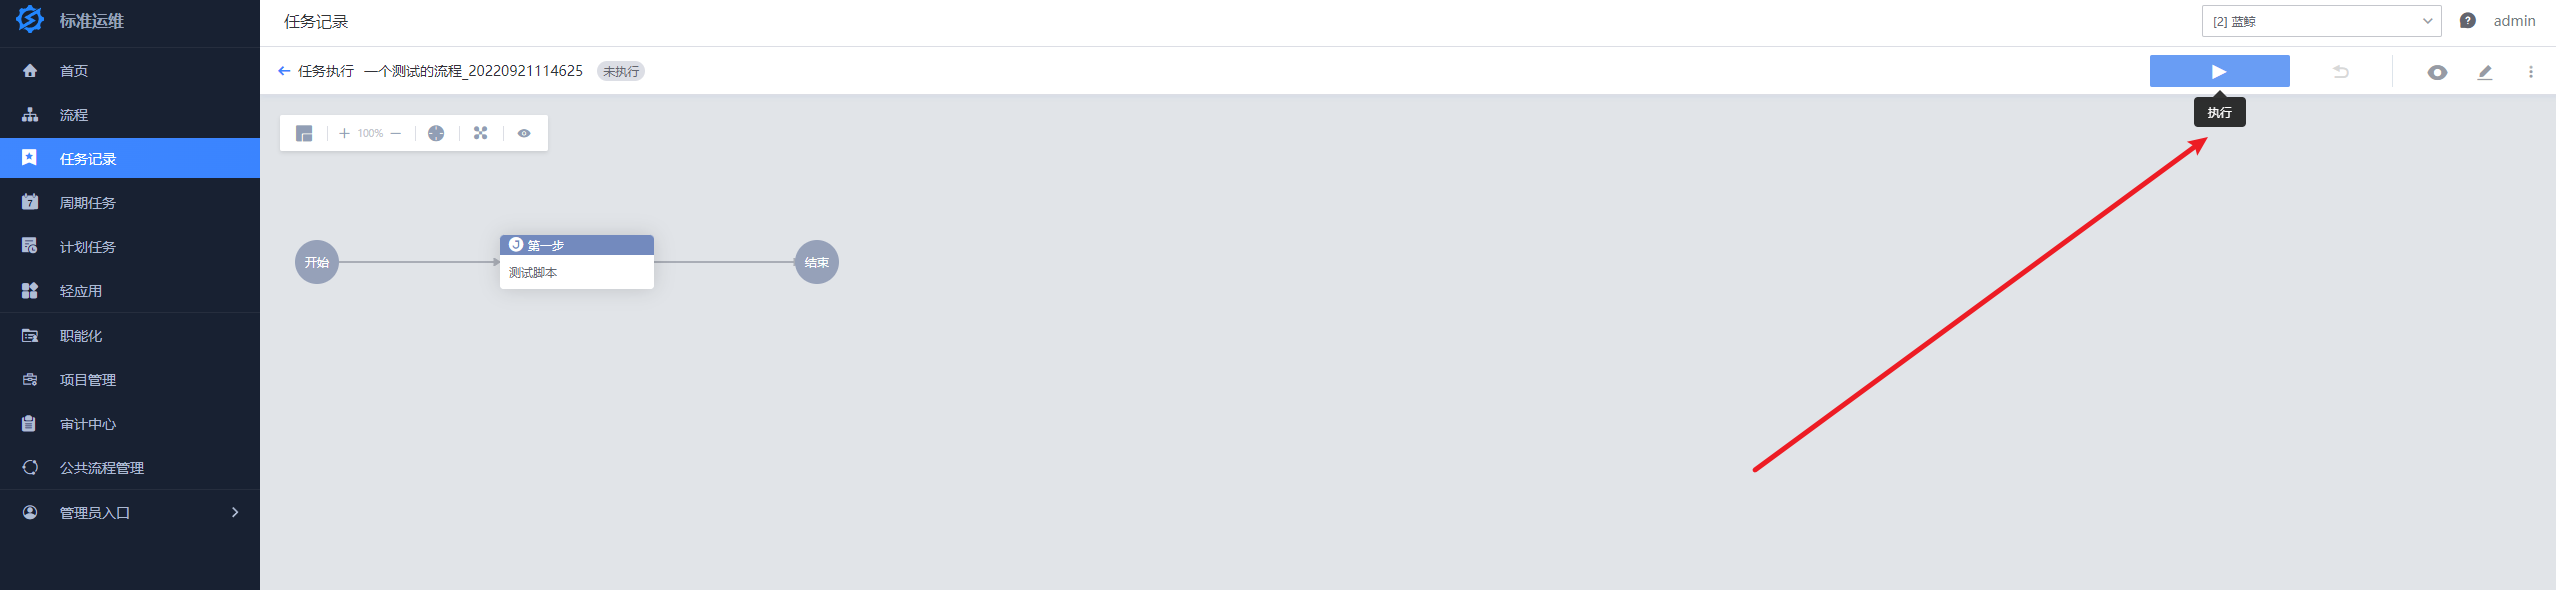 标准运维
首页
流程
任务记录
周期任务
计划任务
轻应用
职能化
项目管理
审计中心
公共流程管理
管理员入口
任务记录
[2] 蓝鲸
admin
任务执行 一个测试的流程_20220921114625 未执行
执行
100%
开始
J 第一步
测试脚本
结束